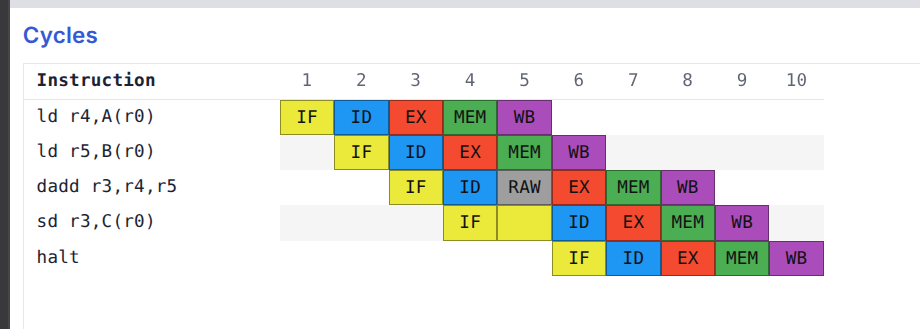 Cycles
Instruction 1 2 3 4 5 6 7 8 9 10
ld r4,A(r0) IF ID EX MEM WB
ld r5,B(r0) IF ID EX MEM WB
dadd r3,r4,r5 IF ID RAW EX MEM WB
sd r3,C(r0) IF ID EX MEM WB
halt IF ID EX MEM WB